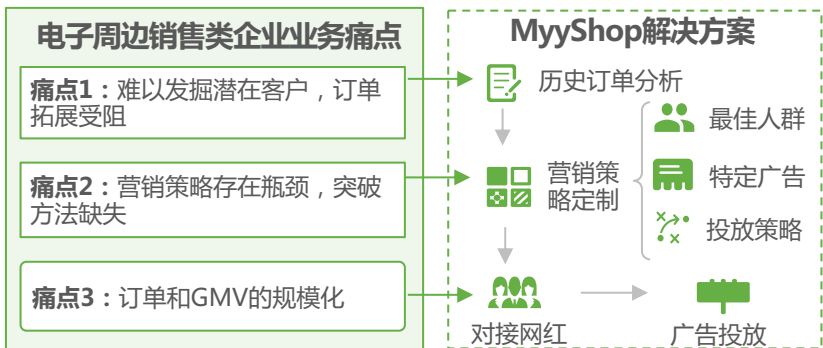 电子周边销售类企业业务痛点
痛点1：难以发掘潜在客户，订单
拓展受阻
痛点2：营销策略存在瓶颈，突破
方法缺失
痛点3：订单和GMV的规模化
MyyShop解决方案
历史订单分析
营销策
略定制
最佳人群
特定广告
投放策略
对接网红
广告投放